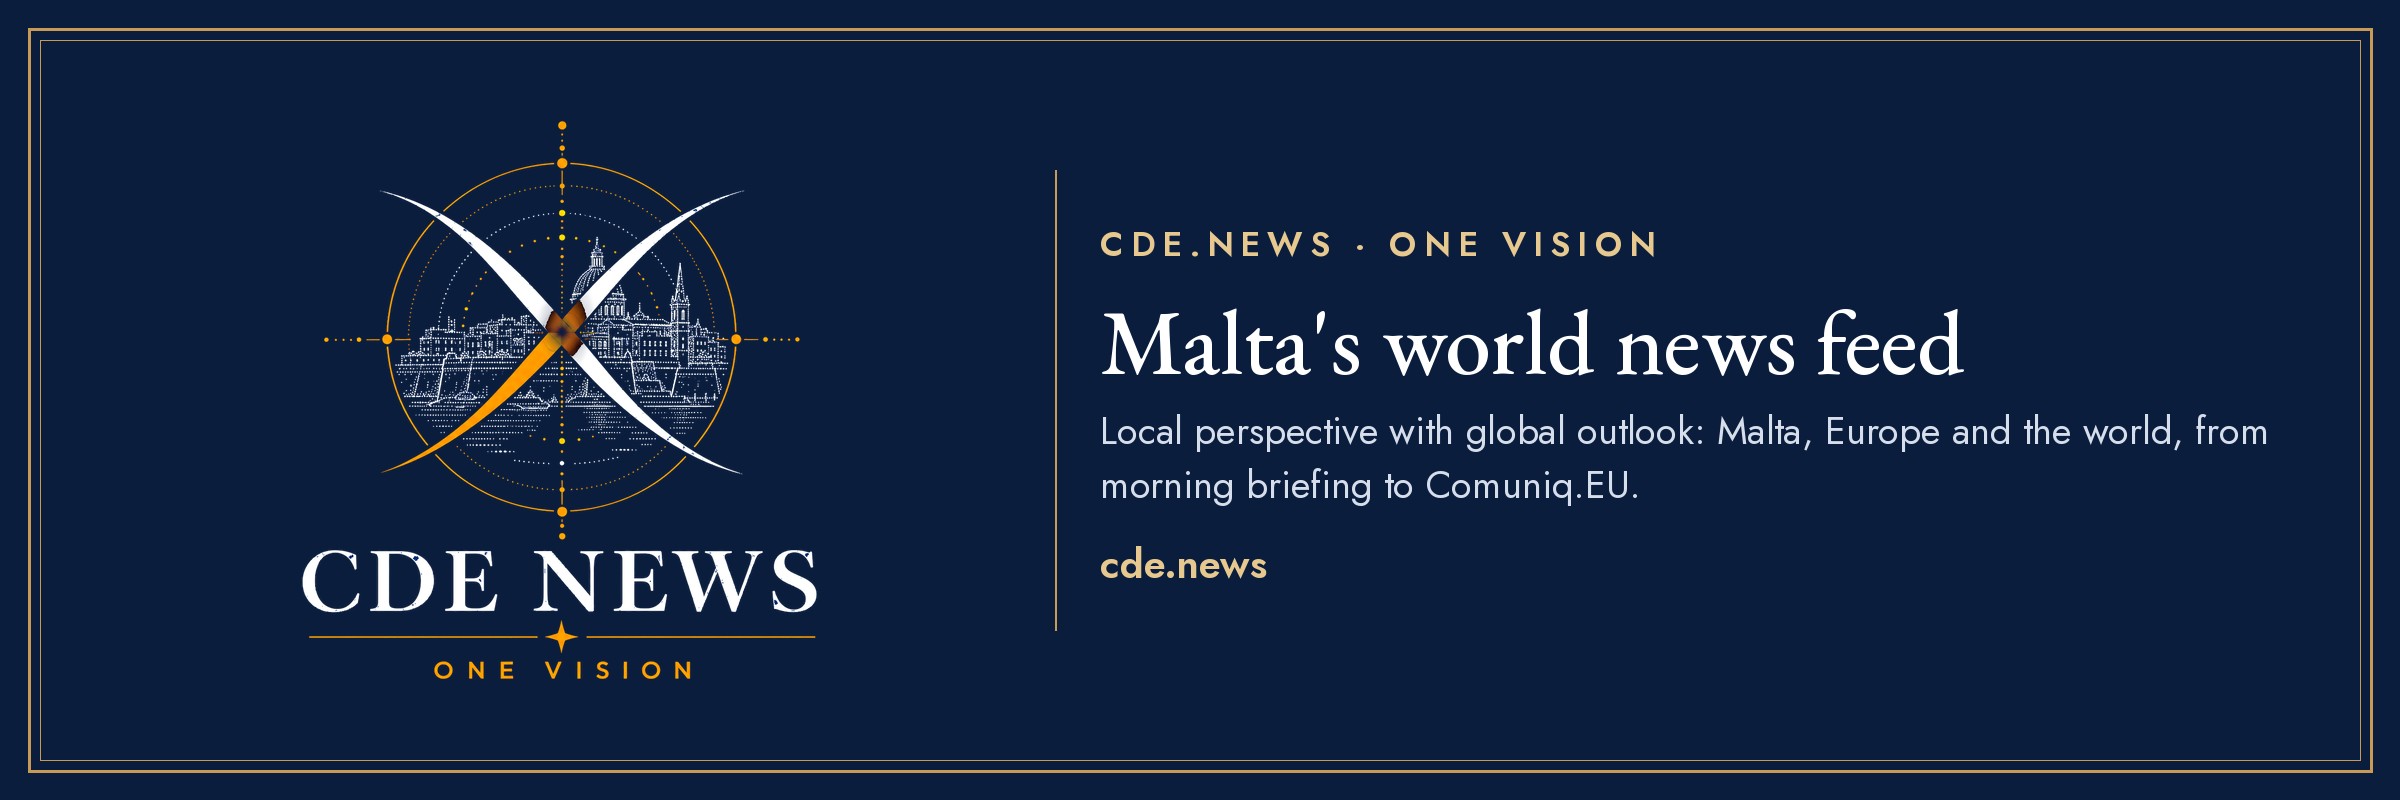 CDE NEWS
ONE VISION
CDE.NEWS · ONE VISION
Malta's world news feed
Local perspective with global outlook: Malta, Europe and the world, from
morning briefing to Comuniq.EU.
cde.news